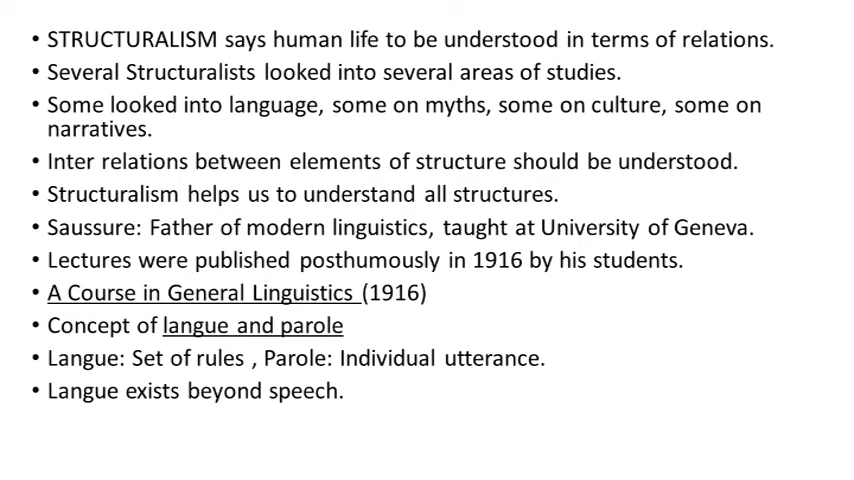 • STRUCTURALISM says human life to be understood in terms of relations.
• Several Structuralists looked into several areas of studies.
• Some looked into language, some on myths, some on culture, some on
narratives.
• Inter relations between elements of structure should be understood.
• Structuralism helps us to understand all structures.
• Saussure: Father of modern linguistics, taught at University of Geneva.
• Lectures were published posthumously in 1916 by his students.
• A Course in General Linguistics (1916)
• Concept of langue and parole
• Langue: Set of rules , Parole: Individual utterance.
• Langue exists beyond speech.